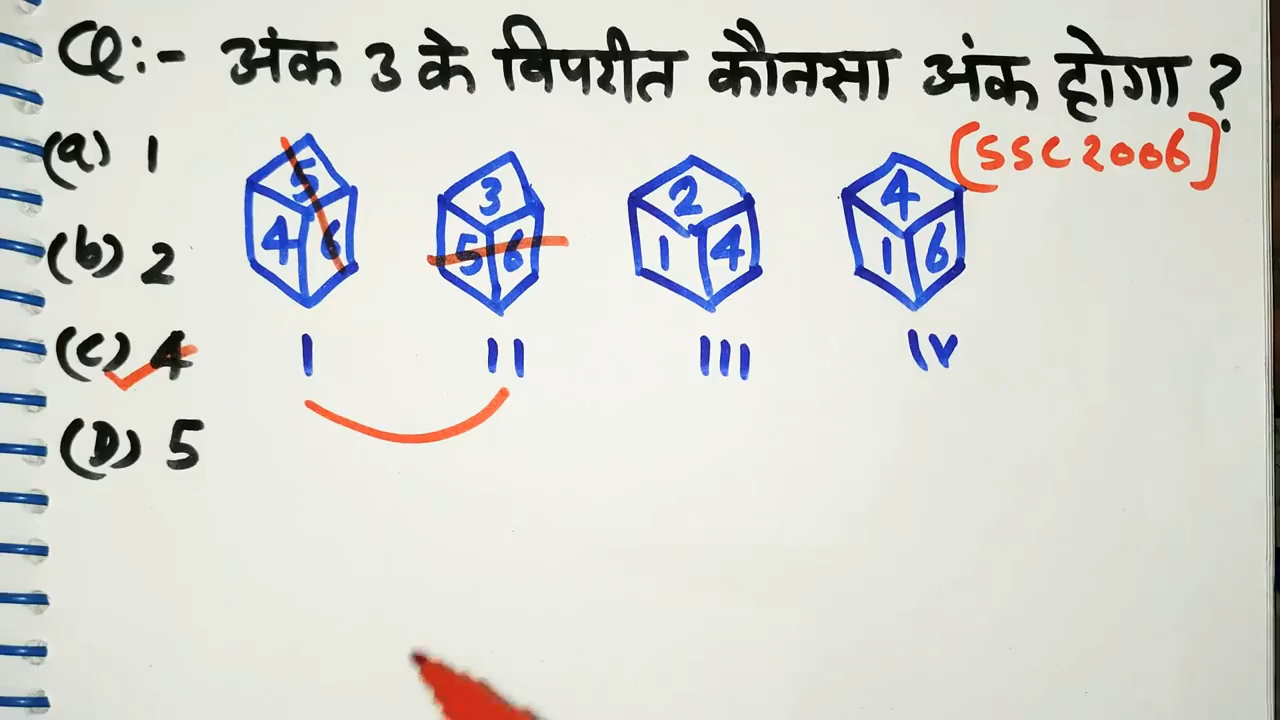 Q:- अंक 3 के विपरीत कौनसा अंक होगा ?
[SSC 2006]
(a) 1
(b) 2
(C) 4
(D) 5
5
4 6
3
5 6
2
1 4
4
1 6
I II III IV